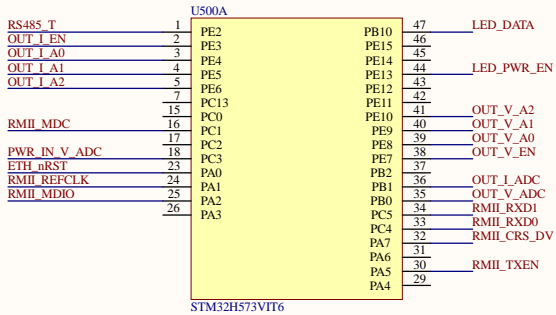 U500A
RS485_T 1 PE2 PB10 47 LED_DATA
OUT_I_EN 2 PE3 PE15 46
OUT_I_A0 3 PE4 PE14 45
OUT_I_A1 4 PE5 PE13 44 LED_PWR_EN
OUT_I_A2 5 PE6 PE12 43
7 PC13 PE11 42
15 PC0 PE10 41 OUT_V_A2
RMII_MDC 16 PC1 PE9 40 OUT_V_A1
17 PC2 PE8 39 OUT_V_A0
PWR_IN_V_ADC 18 PC3 PE7 38 OUT_V_EN
ETH_nRST 23 PA0 PB2 37
RMII_REFCLK 24 PA1 PB1 36 OUT_I_ADC
RMII_MDIO 25 PA2 PB0 35 OUT_V_ADC
26 PA3 PC5 34 RMII_RXD1
PC4 33 RMII_RXD0
PA7 32 RMII_CRS_DV
PA6 31
PA5 30 RMII_TXEN
PA4 29
STM32H573VIT6